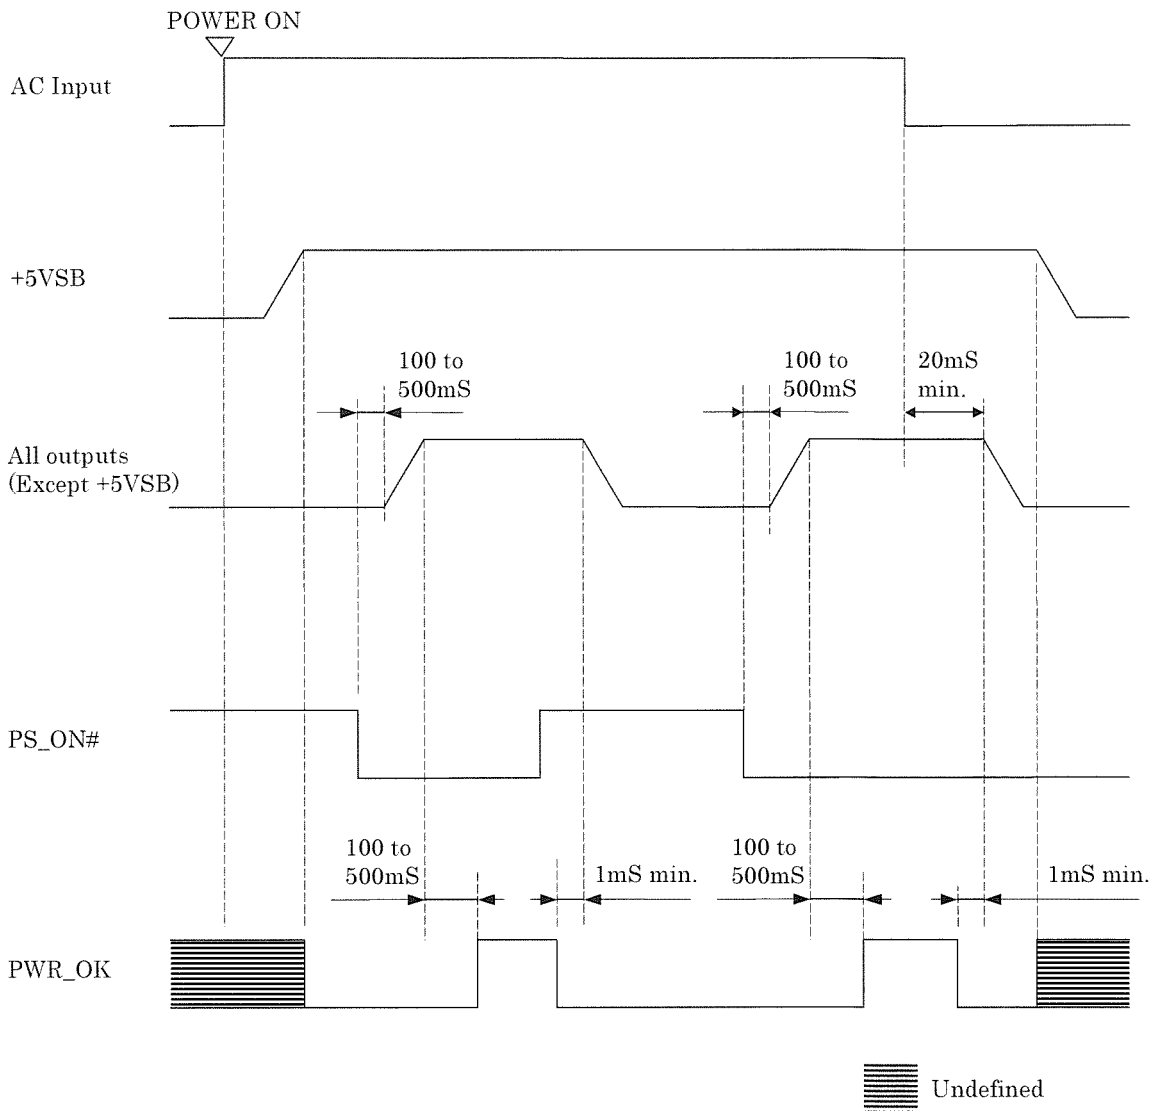 POWER ON
AC Input
+5VSB
100 to
500mS
100 to
500mS
20mS
min.
All outputs
(Except +5VSB)
PS_ON#
100 to
500mS
1mS min.
100 to
500mS
1mS min.
PWR_OK
Undefined